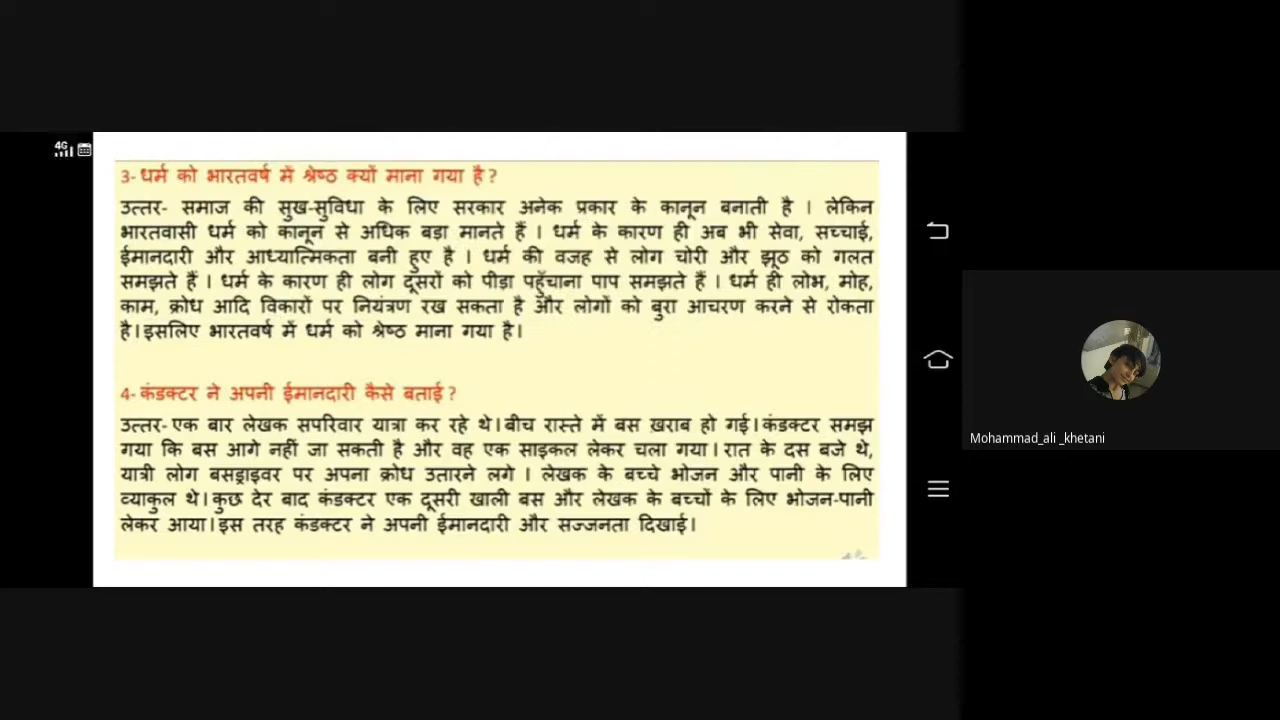 4G
3- धर्म को भारतवर्ष में श्रेष्ठ क्यों माना गया है ?
उत्तर- समाज की सुख-सुविधा के लिए सरकार अनेक प्रकार के कानून बनाती है । लेकिन
भारतवासी धर्म को कानून से अधिक बड़ा मानते हैं । धर्म के कारण ही अब भी सेवा, सच्चाई,
ईमानदारी और आध्यात्मिकता बनी हुए है । धर्म की वजह से लोग चोरी और झूठ को गलत
समझते हैं । धर्म के कारण ही लोग दूसरों को पीड़ा पहुँचाना पाप समझते हैं । धर्म ही लोभ, मोह,
काम, क्रोध आदि विकारों पर नियंत्रण रख सकता है और लोगों को बुरा आचरण करने से रोकता
है। इसलिए भारतवर्ष में धर्म को श्रेष्ठ माना गया है।
4- कंडक्टर ने अपनी ईमानदारी कैसे बताई ?
उत्तर- एक बार लेखक सपरिवार यात्रा कर रहे थे। बीच रास्ते में बस ख़राब हो गई। कंडक्टर समझ
गया कि बस आगे नहीं जा सकती है और वह एक साइकल लेकर चला गया। रात के दस बजे थे,
यात्री लोग बसड्राइवर पर अपना क्रोध उतारने लगे । लेखक के बच्चे भोजन और पानी के लिए
व्याकुल थे। कुछ देर बाद कंडक्टर एक दूसरी खाली बस और लेखक के बच्चों के लिए भोजन-पानी
लेकर आया। इस तरह कंडक्टर ने अपनी ईमानदारी और सज्जनता दिखाई।
Mohammad_ali _khetani